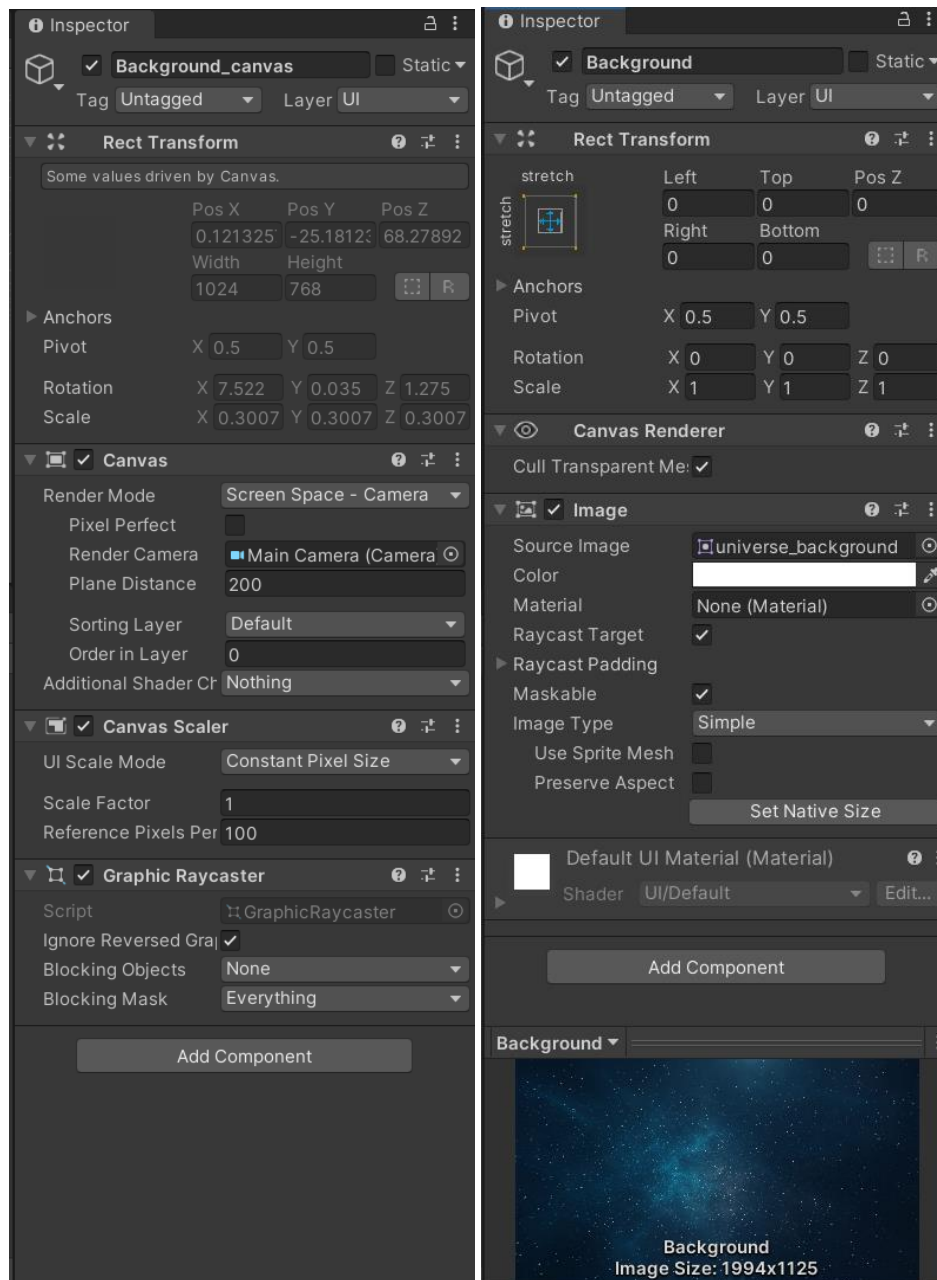 Inspector
Background_canvas
Static
Tag Untagged
Layer UI
Rect Transform
Some values driven by Canvas.
Pos X Pos Y Pos Z
0.121325 -25.1812 68.27892
Width Height
1024 768
R
Anchors
Pivot X 0.5 Y 0.5
Rotation X 7.522 Y 0.035 Z 1.275
Scale X 0.3007 Y 0.3007 Z 0.3007
Canvas
Render Mode Screen Space - Camera
Pixel Perfect
Render Camera Main Camera (Camera
Plane Distance 200
Sorting Layer Default
Order in Layer 0
Additional Shader Ch Nothing
Canvas Scaler
UI Scale Mode Constant Pixel Size
Scale Factor 1
Reference Pixels Per 100
Graphic Raycaster
Script GraphicRaycaster
Ignore Reversed Gra
Blocking Objects None
Blocking Mask Everything
Add Component
Inspector
Background
Static
Tag Untagged
Layer UI
Rect Transform
stretch
stretch
Left Top Pos Z
0 0 0
Right Bottom
0 0
R
Anchors
Pivot X 0.5 Y 0.5
Rotation X 0 Y 0 Z 0
Scale X 1 Y 1 Z 1
Canvas Renderer
Cull Transparent Me
Image
Source Image universe_background
Color
Material None (Material)
Raycast Target
Raycast Padding
Maskable
Image Type Simple
Use Sprite Mesh
Preserve Aspect
Set Native Size
Default UI Material (Material)
Shader UI/Default Edit...
Add Component
Background
Background
Image Size: 1994x1125